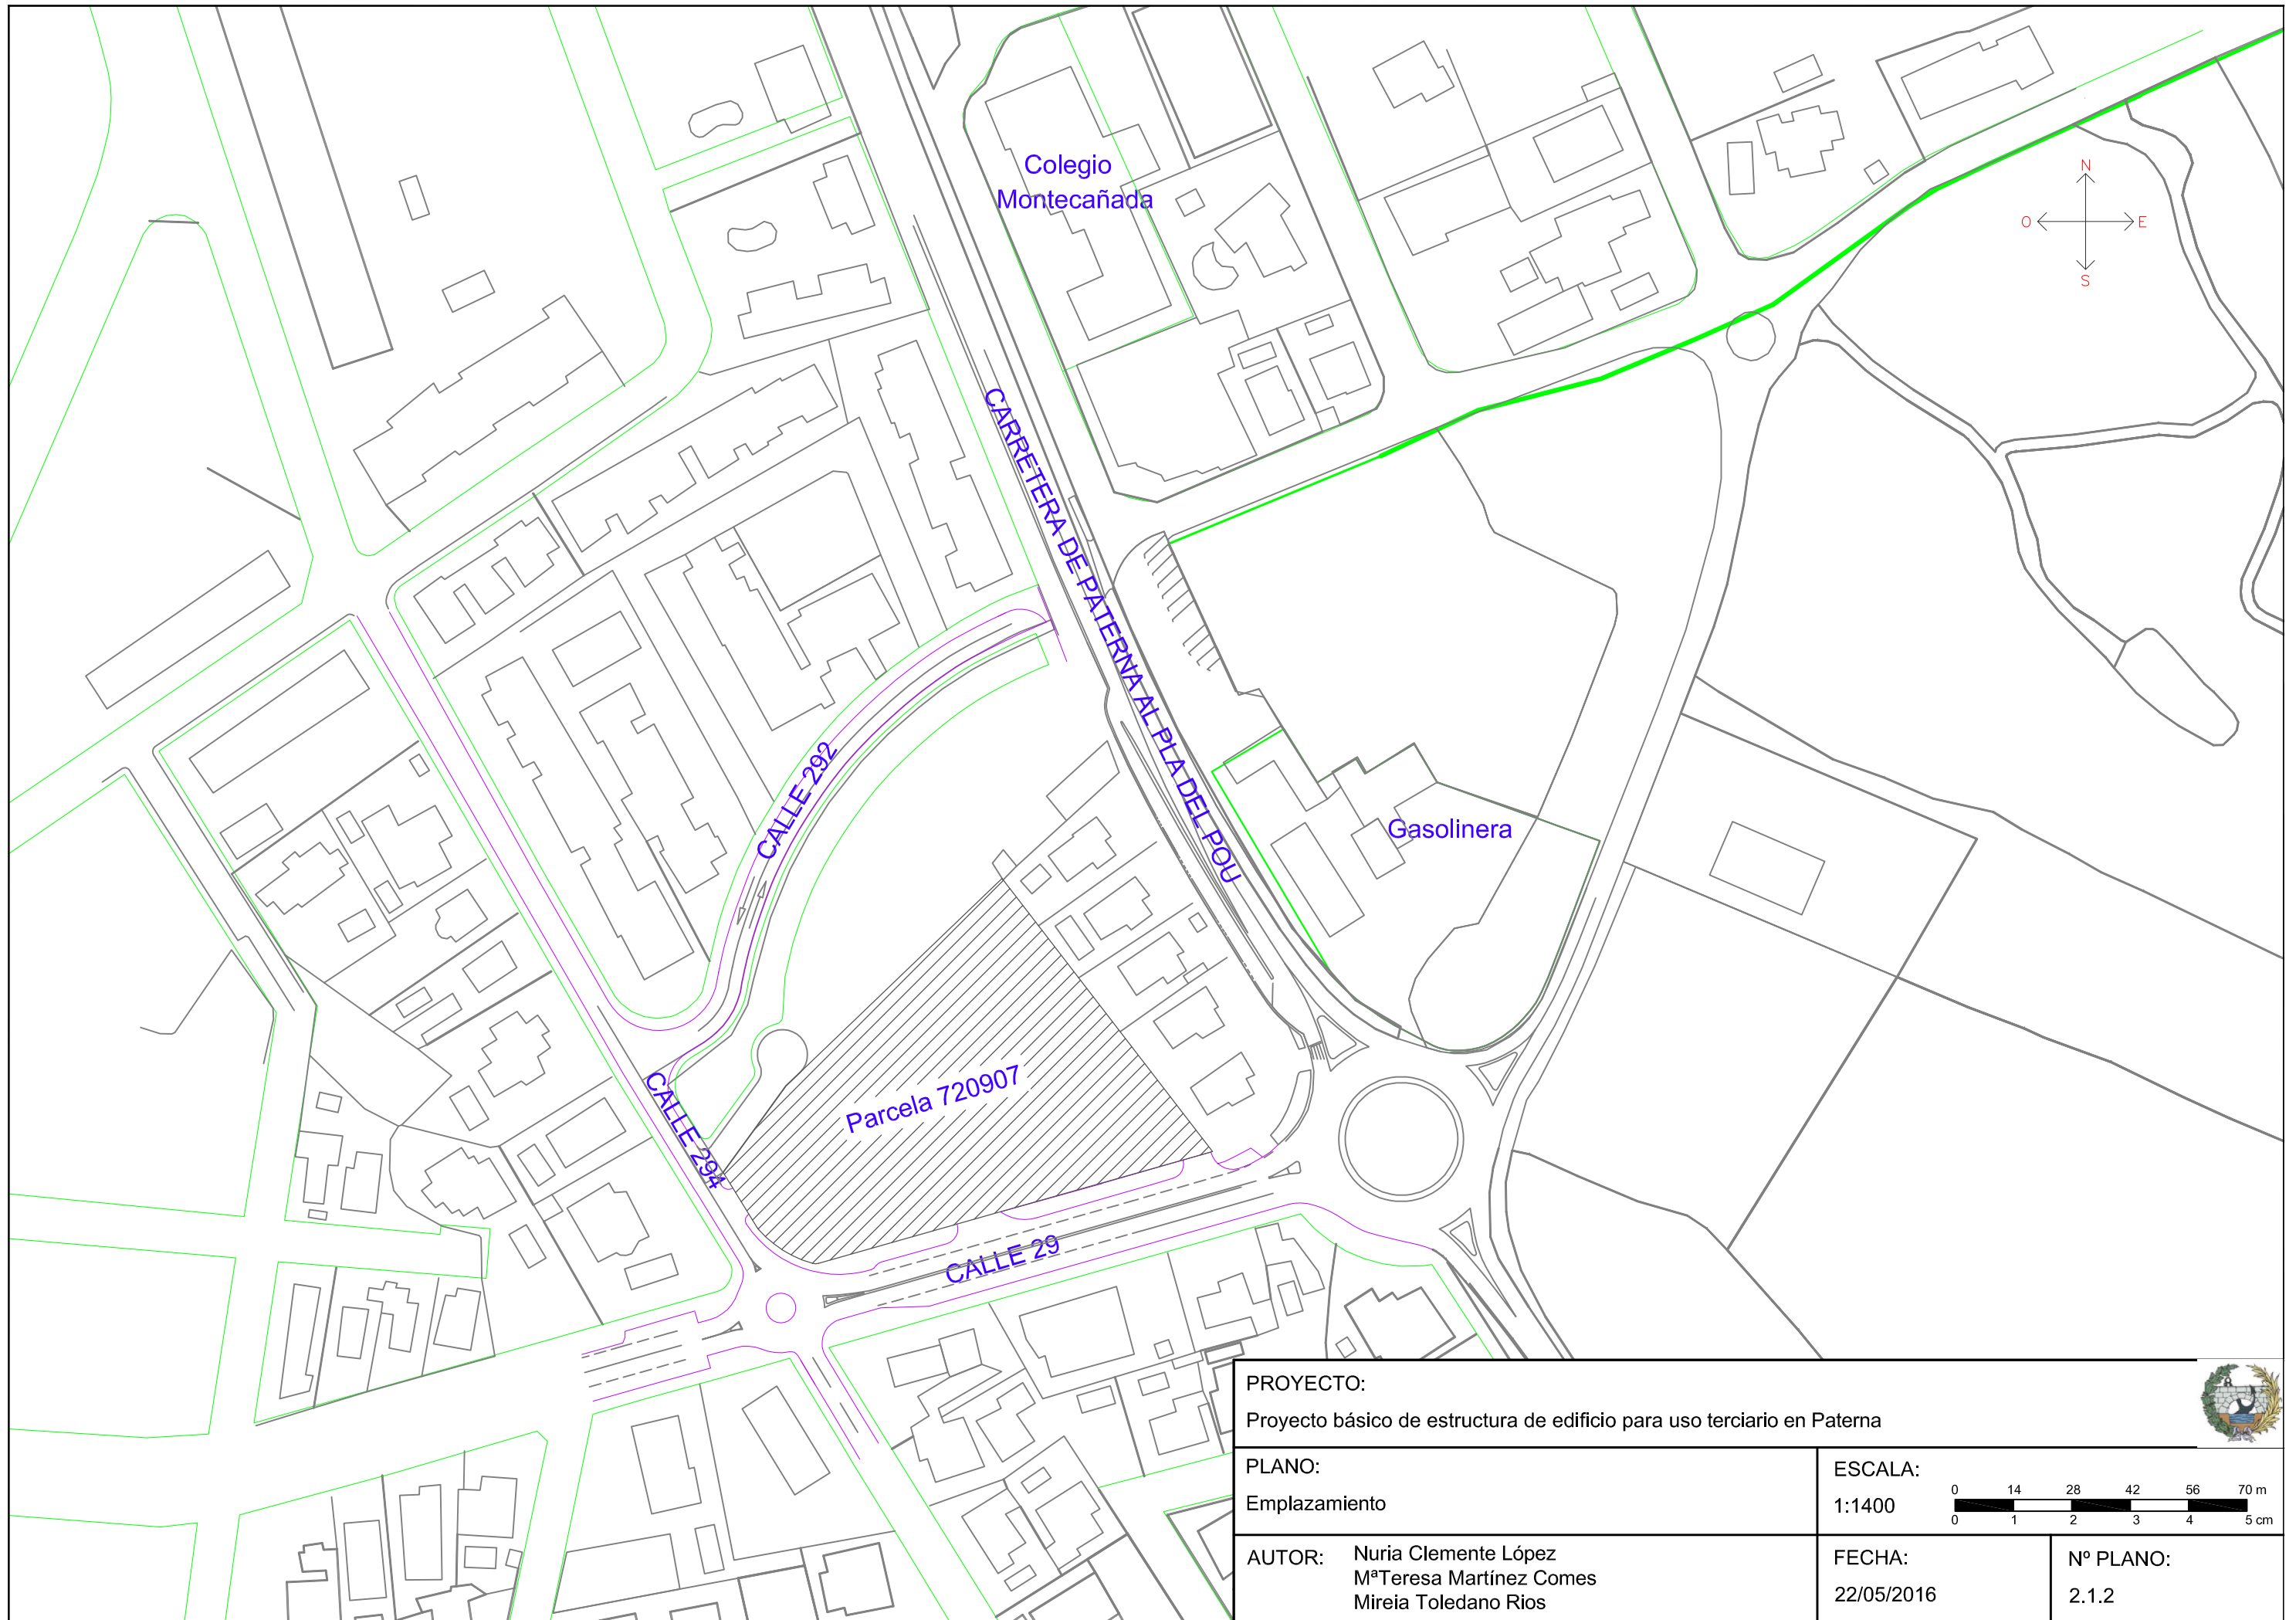 Colegio
Montecañada
N
O
E
S
CARRETERA DE PATERNA AL PLA DEL POU
CALLE 292
Gasolinera
Parcela 720907
CALLE 294
CALLE 29
PROYECTO:
Proyecto básico de estructura de edificio para uso terciario en Paterna
PLANO:
Emplazamiento
ESCALA:
1:1400
0 14 28 42 56 70 m
0 1 2 3 4 5 cm
AUTOR:
Nuria Clemente López
MªTeresa Martínez Comes
Mireia Toledano Rios
FECHA:
22/05/2016
Nº PLANO:
2.1.2